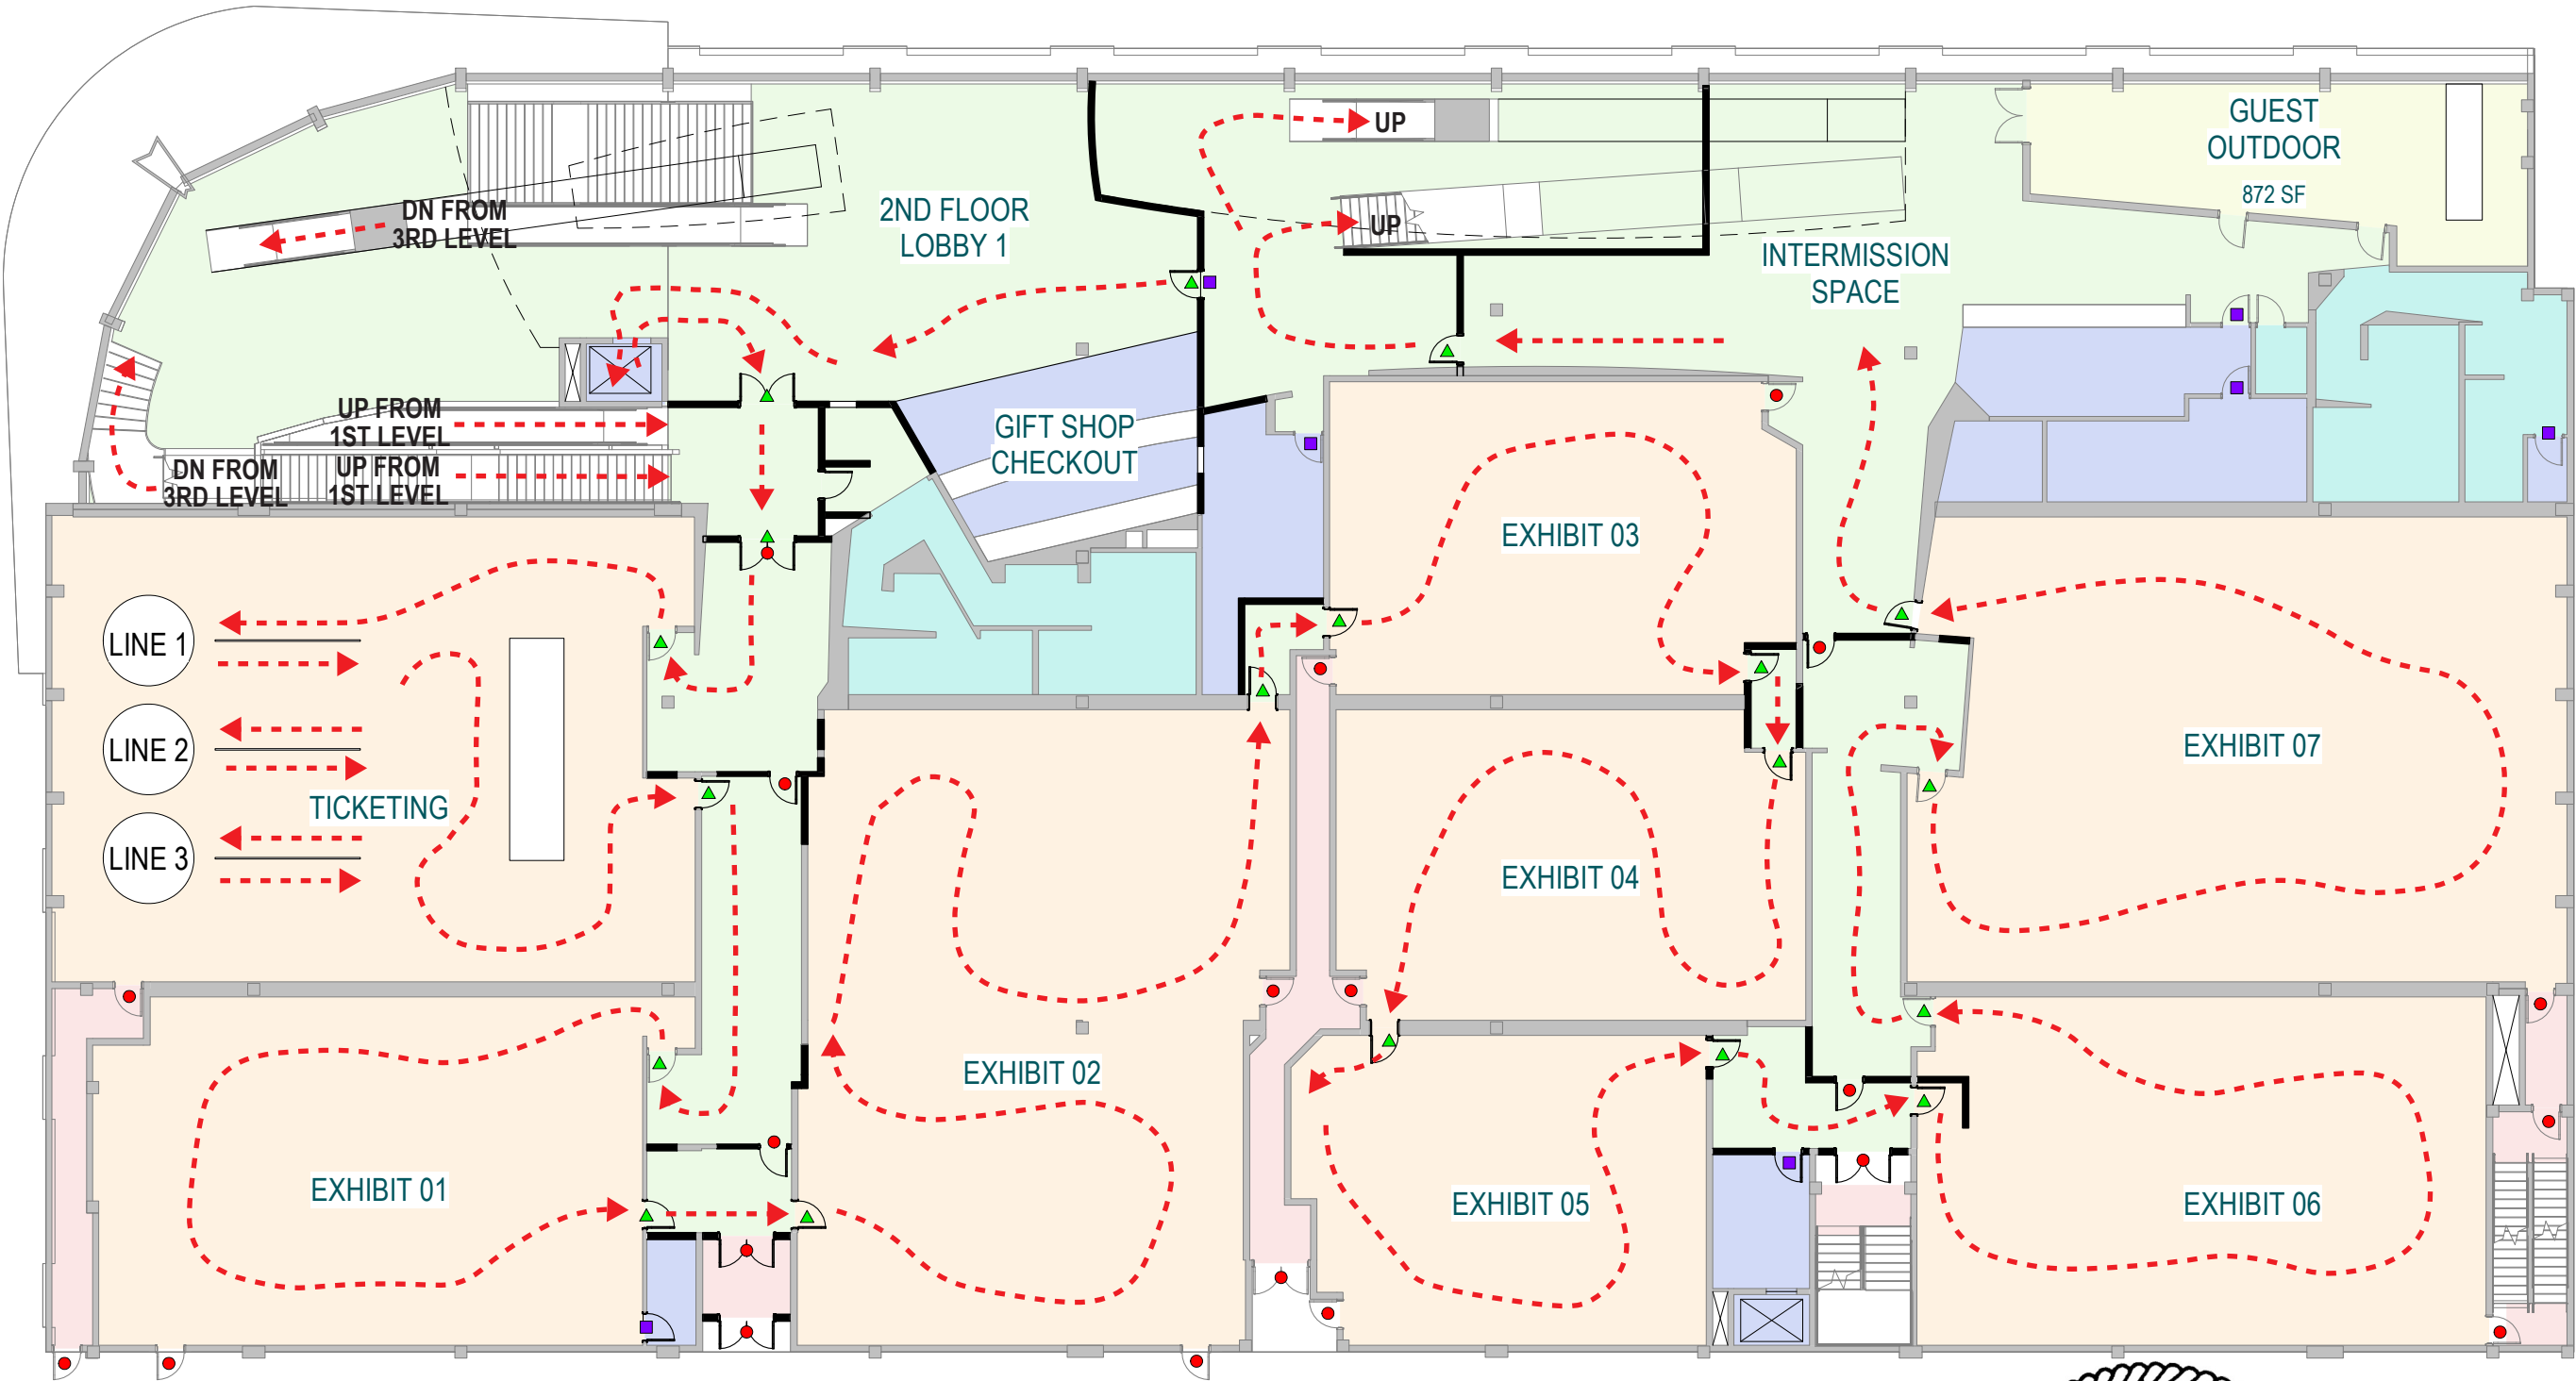 UP
GUEST
OUTDOOR
872 SF
DN FROM
3RD LEVEL
2ND FLOOR
LOBBY 1
UP
INTERMISSION
SPACE
UP FROM
1ST LEVEL
GIFT SHOP
CHECKOUT
DN FROM
3RD LEVEL
UP FROM
1ST LEVEL
EXHIBIT 03
LINE 1
LINE 2
EXHIBIT 07
TICKETING
LINE 3
EXHIBIT 04
EXHIBIT 02
EXHIBIT 01
EXHIBIT 05
EXHIBIT 06